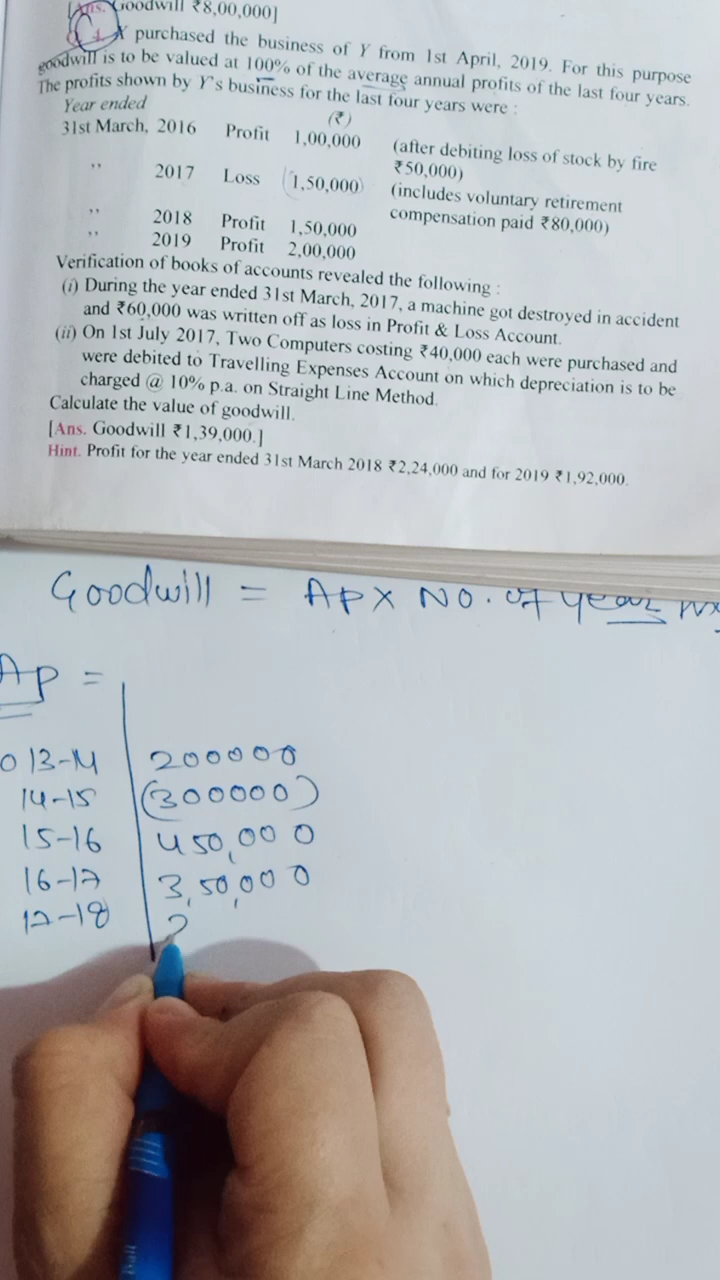 Goodwill ₹8,00,000]
X purchased the business of Y from 1st April, 2019. For this purpose
goodwill is to be valued at 100% of the average annual profits of the last four years.
The profits shown by Y's business for the last four years were :
Year ended (₹)
31st March, 2016 Profit 1,00,000 (after debiting loss of stock by fire
₹50,000)
,, 2017 Loss (1,50,000) (includes voluntary retirement
compensation paid ₹80,000)
,, 2018 Profit 1,50,000
,, 2019 Profit 2,00,000
Verification of books of accounts revealed the following :
(i) During the year ended 31st March, 2017, a machine got destroyed in accident
and ₹60,000 was written off as loss in Profit & Loss Account.
(ii) On 1st July 2017, Two Computers costing ₹40,000 each were purchased and
were debited to Travelling Expenses Account on which depreciation is to be
charged @ 10% p.a. on Straight Line Method.
Calculate the value of goodwill.
[Ans. Goodwill ₹1,39,000.]
Hint. Profit for the year ended 31st March 2018 ₹2,24,000 and for 2019 ₹1,92,000.
Goodwill = AP X NO. of year
AP =
13-14 200000
14-15 (300000)
15-16 450,000
16-17 3,50,000
17-18